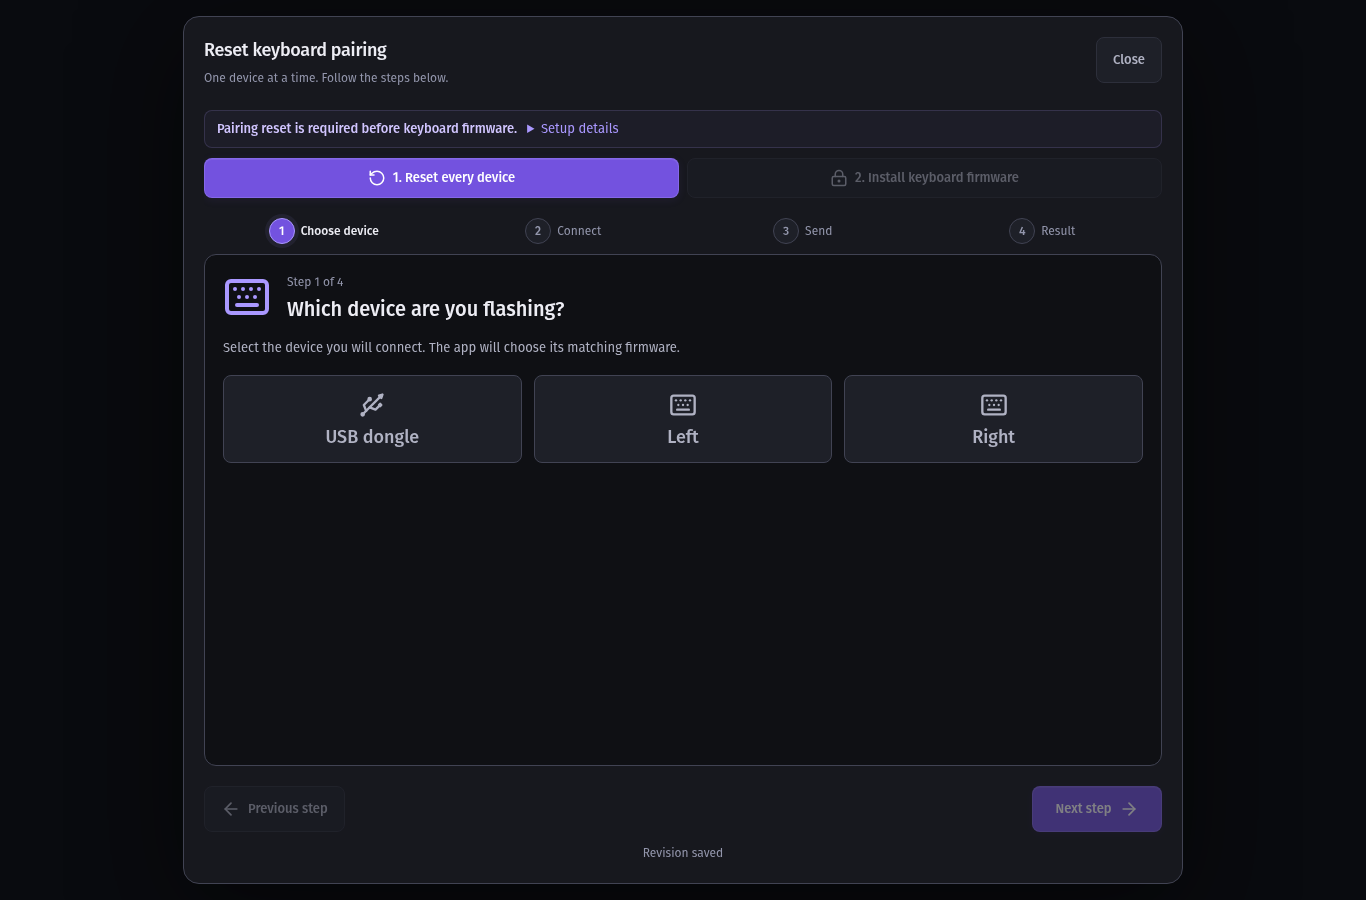 Reset keyboard pairing
One device at a time. Follow the steps below.
Close
Pairing reset is required before keyboard firmware. ▶ Setup details
1. Reset every device
2. Install keyboard firmware
1 Choose device
2 Connect
3 Send
4 Result
Step 1 of 4
Which device are you flashing?
Select the device you will connect. The app will choose its matching firmware.
USB dongle
Left
Right
Previous step
Next step
Revision saved